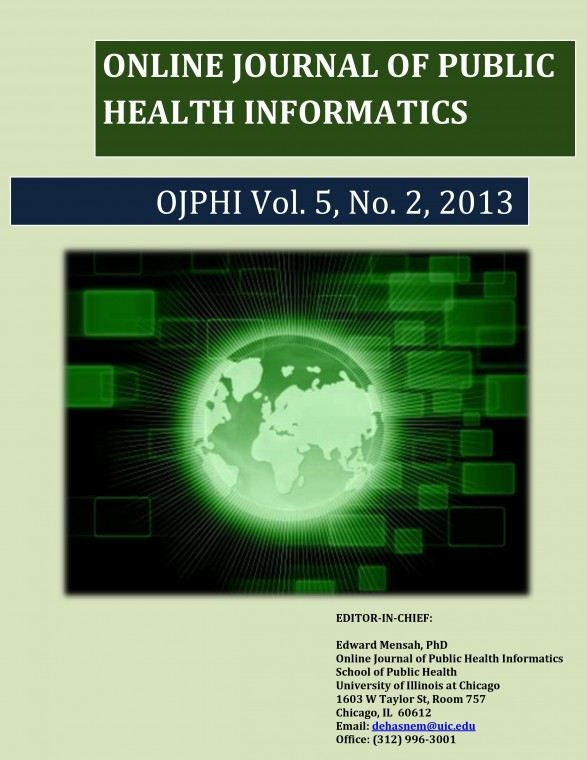 ONLINE JOURNAL OF PUBLIC
HEALTH INFORMATICS
OJPHI Vol. 5, No. 2, 2013
EDITOR-IN-CHIEF:
Edward Mensah, PhD
Online Journal of Public Health Informatics
School of Public Health
University of Illinois at Chicago
1603 W Taylor St, Room 757
Chicago, IL  60612
Email: dehasnem@uic.edu
Office: (312) 996-3001